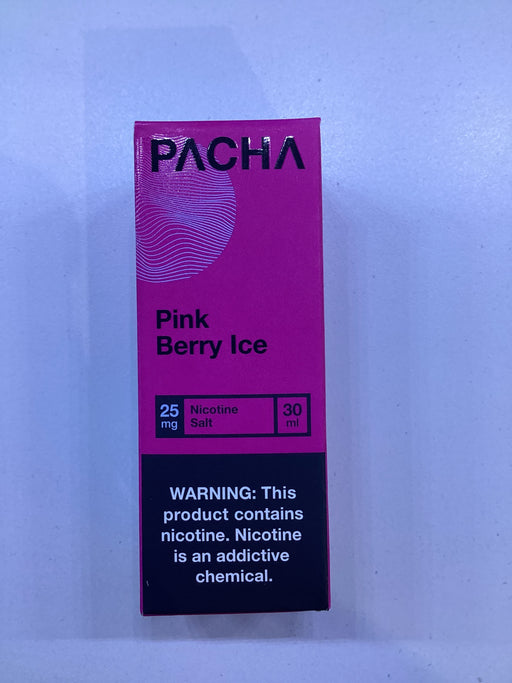 PACHA
Pink
Berry Ice
25
mg
Nicotine
Salt
30
ml
WARNING: This
product contains
nicotine. Nicotine
is an addictive
chemical.